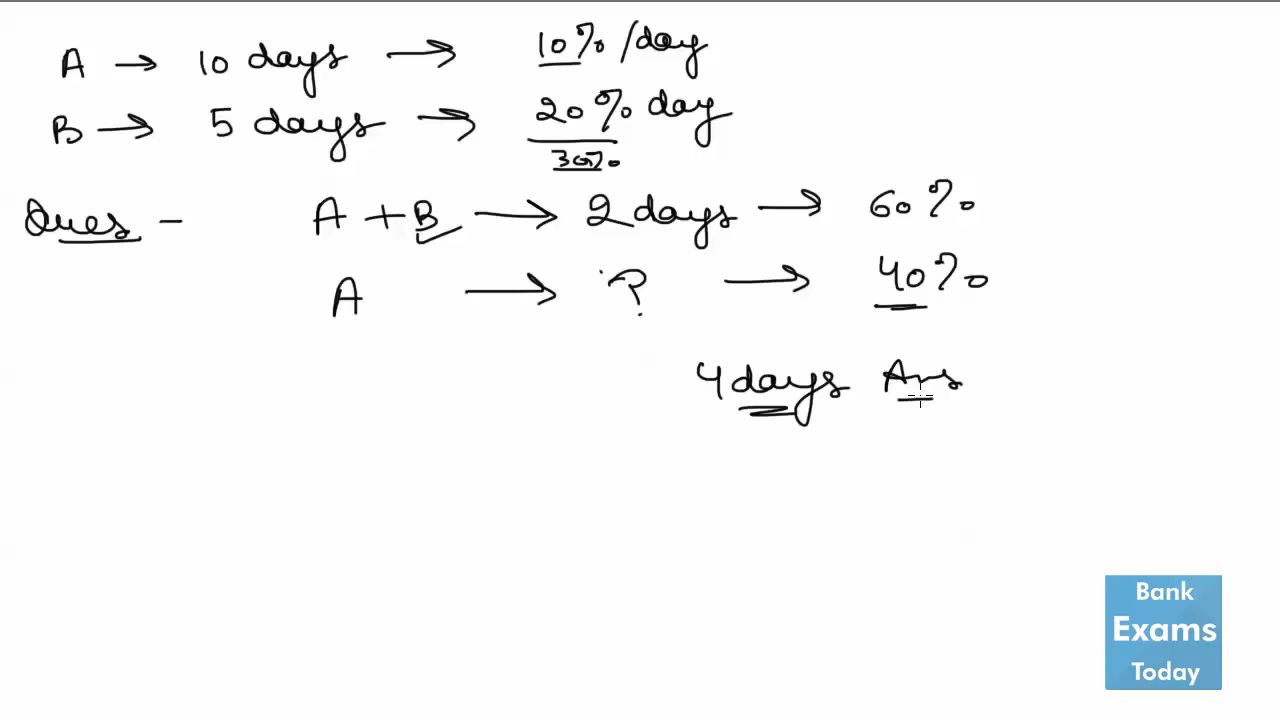 A → 10 days → 10% /day
B → 5 days → 20% day
30%
Ques - A + B → 2 days → 60%
A → ? → 40%
4 days Ans
Bank
Exams
Today